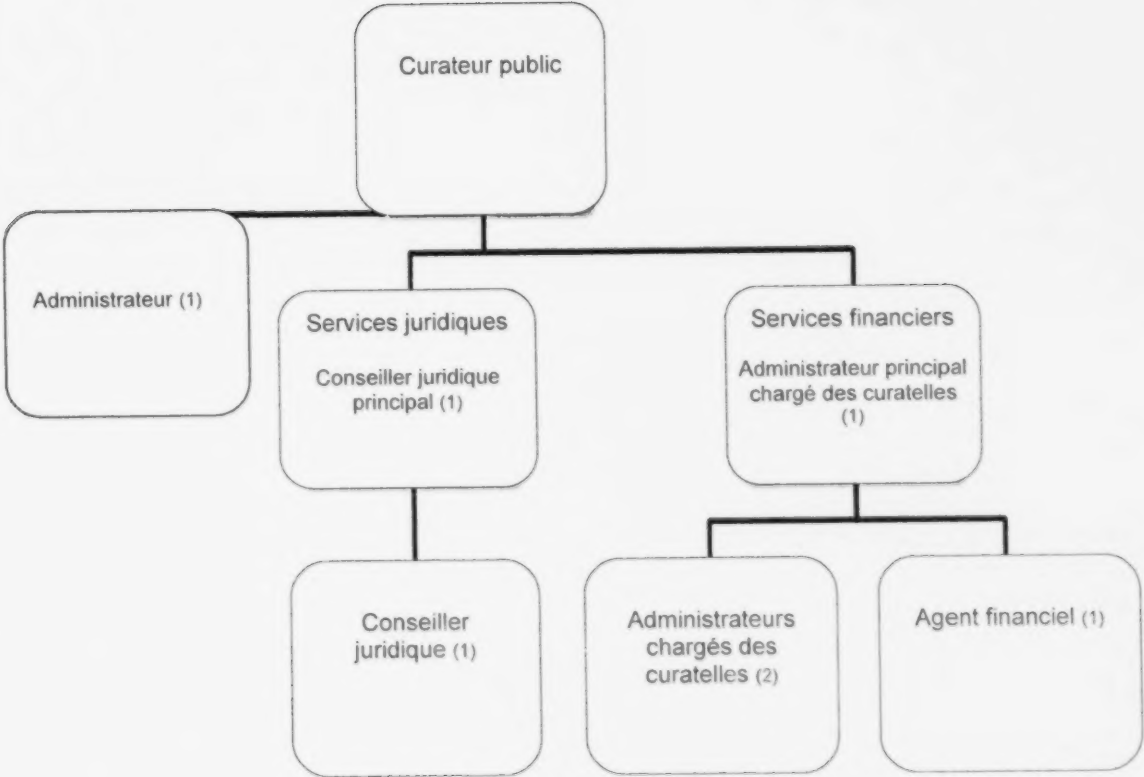 Curateur public
Administrateur (1)
Services juridiques
Conseiller juridique
principal (1)
Services financiers
Administrateur principal
chargé des curatelles
(1)
Conseiller
juridique (1)
Administrateurs
chargés des
curatelles (2)
Agent financiel (1)